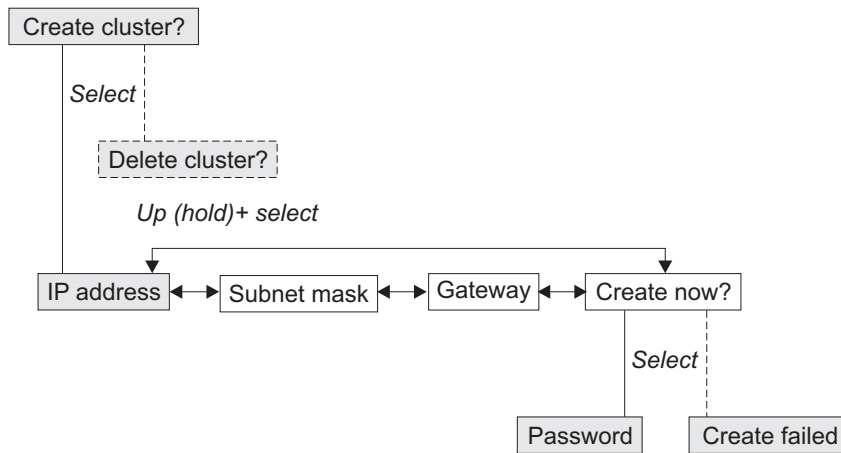 Create cluster?
Select
Delete cluster?
Up (hold)+ select
IP address
Subnet mask
Gateway
Create now?
Select
Password
Create failed